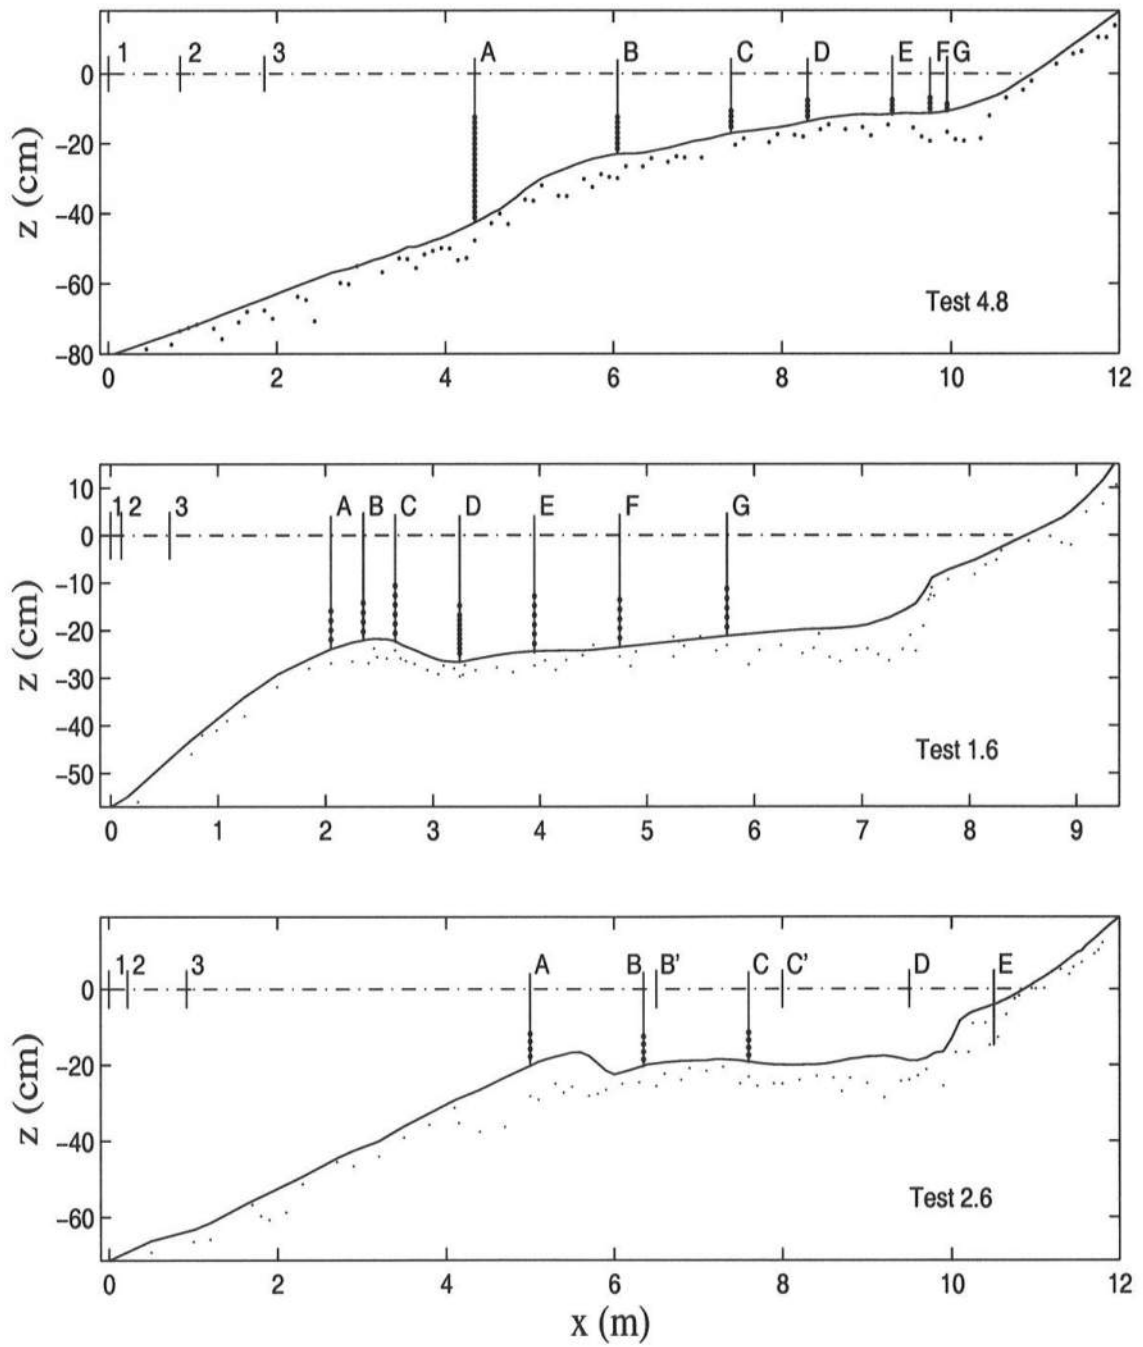 1 2 3 A B C D E F G
0
−20
−40
−60
−80
z (cm)
Test 4.8
0 2 4 6 8 10 12
10
1 2 3 A B C D E F G
0
−10
−20
−30
−40
−50
z (cm)
Test 1.6
0 1 2 3 4 5 6 7 8 9
1 2 3 A B B' C C' D E
0
−20
−40
−60
z (cm)
Test 2.6
0 2 4 6 8 10 12
x (m)